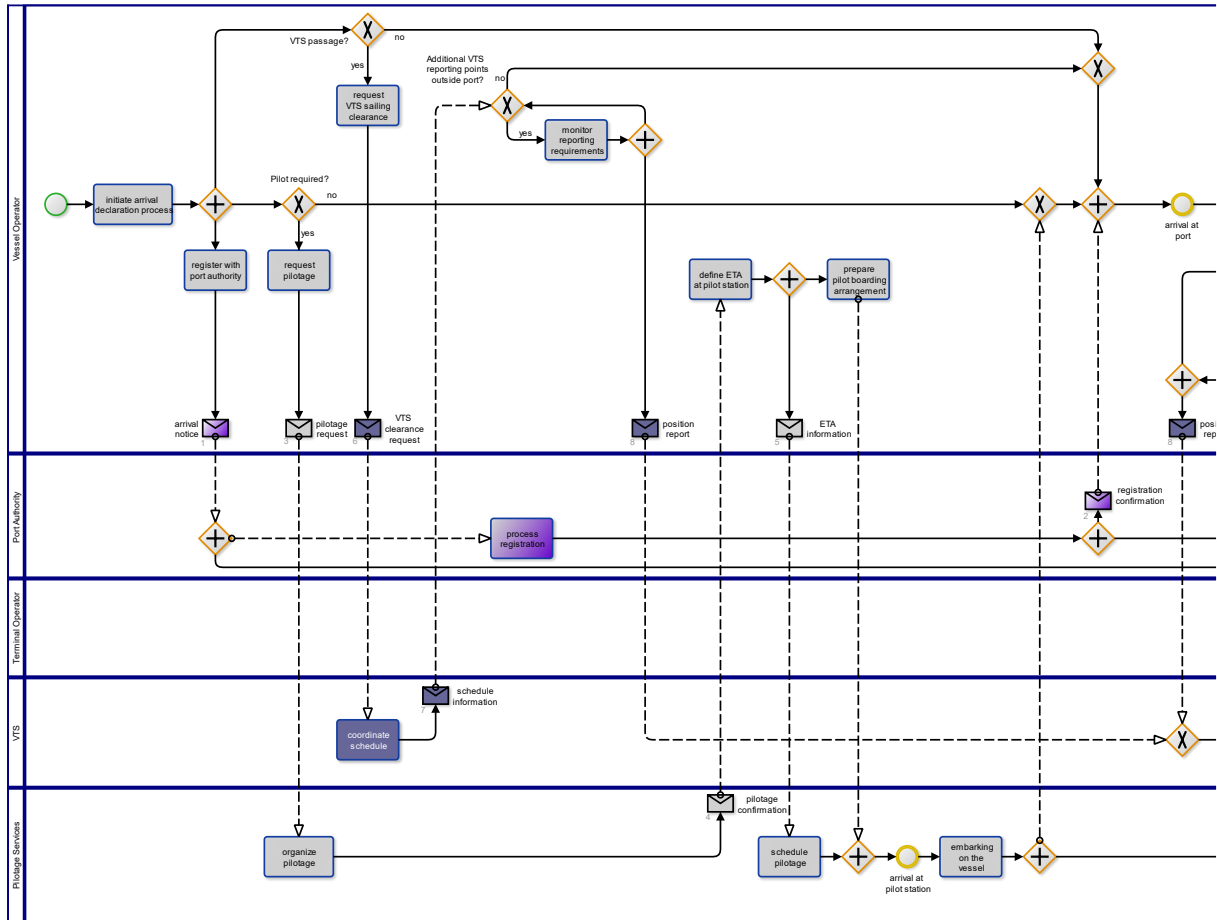 Vessel Operator
VTS passage?
no
yes
request
VTS sailing
clearance
Additional VTS
reporting points
outside port?
no
yes
monitor
reporting
requirements
initiate arrival
declaration process
Pilot required?
no
yes
register with
port authority
request
pilotage
define ETA
at pilot station
prepare
pilot boarding
arrangement
arrival at
port
arrival
notice
1
pilotage
request
3
VTS
clearance
request
6
position
report
8
ETA
information
5
8
Port Authority
process
registration
registration
confirmation
2
Terminal Operator
VTS
coordinate
schedule
schedule
information
7
Pilotage Services
organize
pilotage
pilotage
confirmation
4
schedule
pilotage
arrival at
pilot station
embarking
on the
vessel